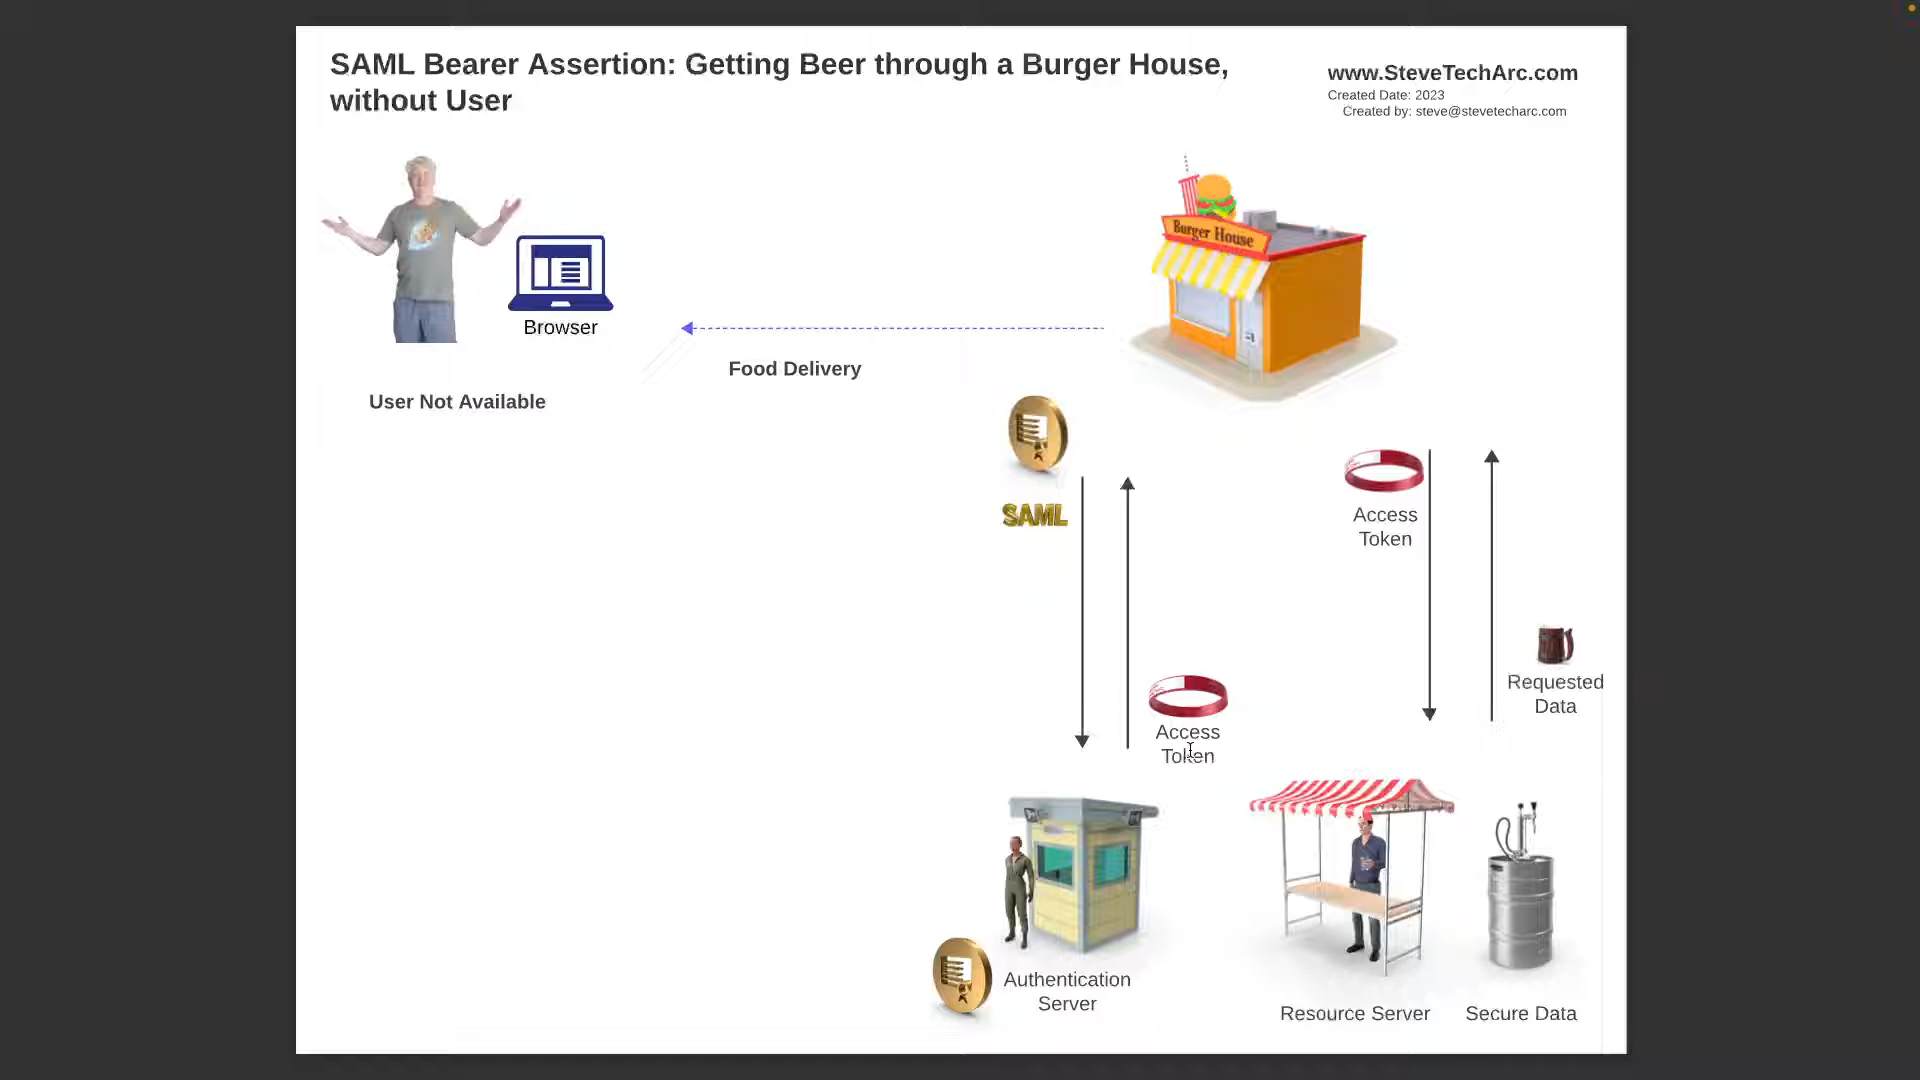 SAML Bearer Assertion: Getting Beer through a Burger House,
without User
www.SteveTechArc.com
Created Date: 2023
Created by: steve@stevetecharc.com
Burger House
Browser
Food Delivery
User Not Available
SAML
Access
Token
Requested
Data
Access
Token
Authentication
Server
Resource Server
Secure Data